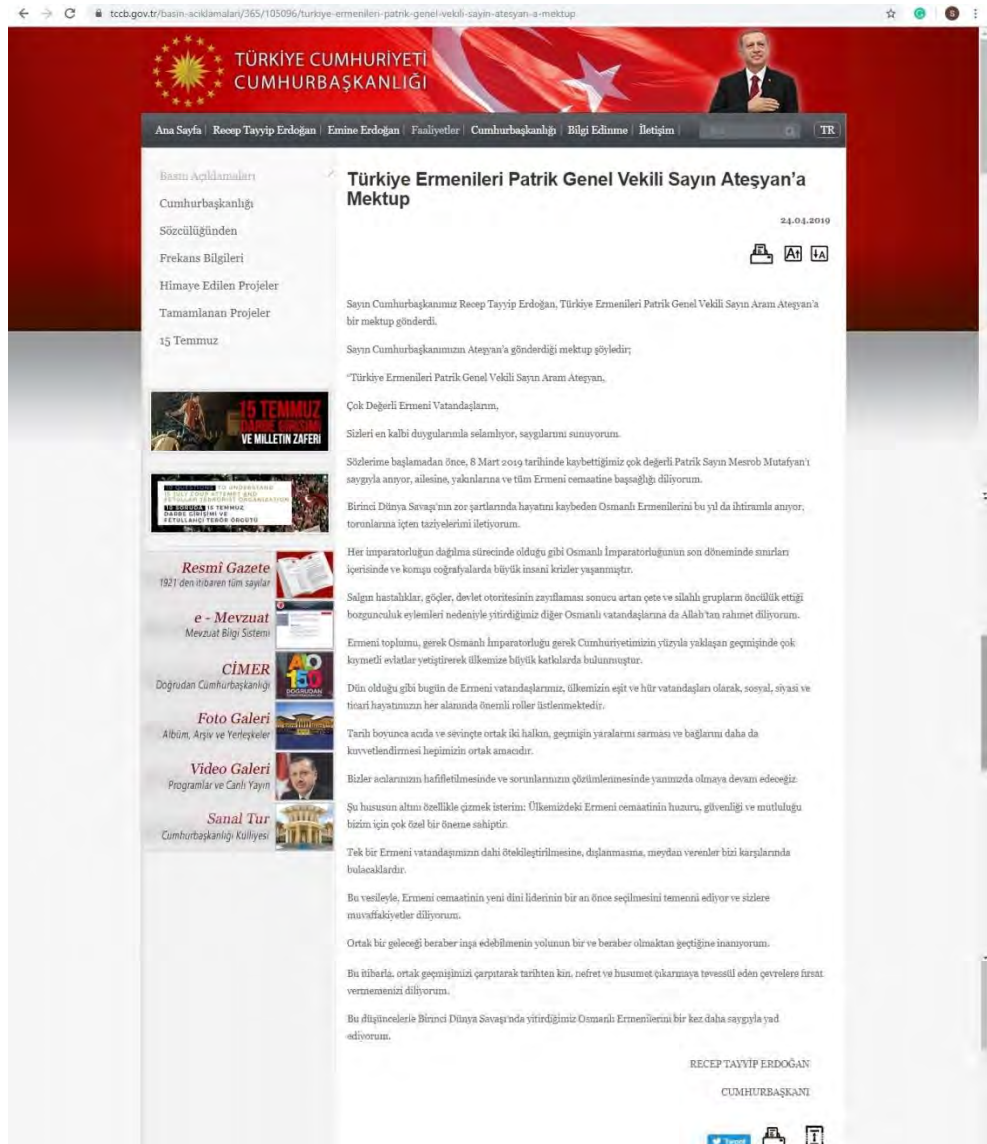 tccb.gov.tr/basin-aciklamalari/365/105096/turkiye-ermenileri-patrik-genel-vekili-sayin-atesyan-a-mektup
TÜRKİYE CUMHURİYETİ
CUMHURBAŞKANLIĞI
Ana Sayfa | Recep Tayyip Erdoğan | Emine Erdoğan | Faaliyetler | Cumhurbaşkanlığı | Bilgi Edinme | İletişim |
TR
Basın Açıklamaları
Cumhurbaşkanlığı
Sözcülüğünden
Frekans Bilgileri
Himaye Edilen Projeler
Tamamlanan Projeler
15 Temmuz
15 TEMMUZ
DARBE GİRİŞİMİ
VE MİLLETİN ZAFERİ
15 QUESTIONS TO UNDERSTAND
15 JULY COUP ATTEMPT AND
FETULLAH TERRORIST ORGANIZATION
15 SORUDA 15 TEMMUZ
DARBE GİRİŞİMİ VE
FETULLAHÇI TERÖR ÖRGÜTÜ
Resmî Gazete
1921'den itibaren tüm sayılar
e - Mevzuat
Mevzuat Bilgi Sistemi
CİMER
Doğrudan Cumhurbaşkanlığı
150
DOĞRUDAN
Foto Galeri
Albüm, Arşiv ve Yerleşkeler
Video Galeri
Programlar ve Canlı Yayın
Sanal Tur
Cumhurbaşkanlığı Külliyesi
Türkiye Ermenileri Patrik Genel Vekili Sayın Ateşyan'a
Mektup
24.04.2019
Sayın Cumhurbaşkanımız Recep Tayyip Erdoğan, Türkiye Ermenileri Patrik Genel Vekili Sayın Aram Ateşyan'a
bir mektup gönderdi.
Sayın Cumhurbaşkanımızın Ateşyan'a gönderdiği mektup şöyledir;
"Türkiye Ermenileri Patrik Genel Vekili Sayın Aram Ateşyan,
Çok Değerli Ermeni Vatandaşlarım,
Sizleri en kalbi duygularımla selamlıyor, saygılarımı sunuyorum.
Sözlerime başlamadan önce, 8 Mart 2019 tarihinde kaybettiğimiz çok değerli Patrik Sayın Mesrob Mutafyan'ı
saygıyla anıyor, ailesine, yakınlarına ve tüm Ermeni cemaatine başsağlığı diliyorum.
Birinci Dünya Savaşı'nın zor şartlarında hayatını kaybeden Osmanlı Ermenilerini bu yıl da ihtiramla anıyor,
torunlarına içten taziyelerimi iletiyorum.
Her imparatorluğun dağılma sürecinde olduğu gibi Osmanlı İmparatorluğunun son döneminde sınırları
içerisinde ve komşu coğrafyalarda büyük insani krizler yaşanmıştır.
Salgın hastalıklar, göçler, devlet otoritesinin zayıflaması sonucu artan çete ve silahlı grupların öncülük ettiği
bozgunculuk eylemleri nedeniyle yitirdiğimiz diğer Osmanlı vatandaşlarına da Allah'tan rahmet diliyorum.
Ermeni toplumu, gerek Osmanlı İmparatorluğu gerek Cumhuriyetimizin yüzyıla yaklaşan geçmişinde çok
kıymetli evlatlar yetiştirerek ülkemize büyük katkılarda bulunmuştur.
Dün olduğu gibi bugün de Ermeni vatandaşlarımız, ülkemizin eşit ve hür vatandaşları olarak, sosyal, siyasi ve
ticari hayatımızın her alanında önemli roller üstlenmektedir.
Tarih boyunca acıda ve sevinçte ortak iki halkın, geçmişin yaralarını sarması ve bağlarını daha da
kuvvetlendirmesi hepimizin ortak amacıdır.
Bizler acılarınızın hafifletilmesinde ve sorunlarınızın çözümlenmesinde yanınızda olmaya devam edeceğiz.
Şu hususun altını özellikle çizmek isterim: Ülkemizdeki Ermeni cemaatinin huzuru, güvenliği ve mutluluğu
bizim için çok özel bir öneme sahiptir.
Tek bir Ermeni vatandaşımızın dahi ötekileştirilmesine, dışlanmasına, meydan verenler bizi karşılarında
bulacaklardır.
Bu vesileyle, Ermeni cemaatinin yeni dini liderinin bir an önce seçilmesini temenni ediyor ve sizlere
muvaffakiyetler diliyorum.
Ortak bir geleceği beraber inşa edebilmenin yolunun bir ve beraber olmaktan geçtiğine inanıyorum.
Bu itibarla, ortak geçmişimizi çarpıtarak tarihten kin, nefret ve husumet çıkarmaya tevessül eden çevrelere fırsat
vermemenizi diliyorum.
Bu düşüncelerle Birinci Dünya Savaşı'nda yitirdiğimiz Osmanlı Ermenilerini bir kez daha saygıyla yad
ediyorum.
RECEP TAYYİP ERDOĞAN
CUMHURBAŞKANI
Tweet